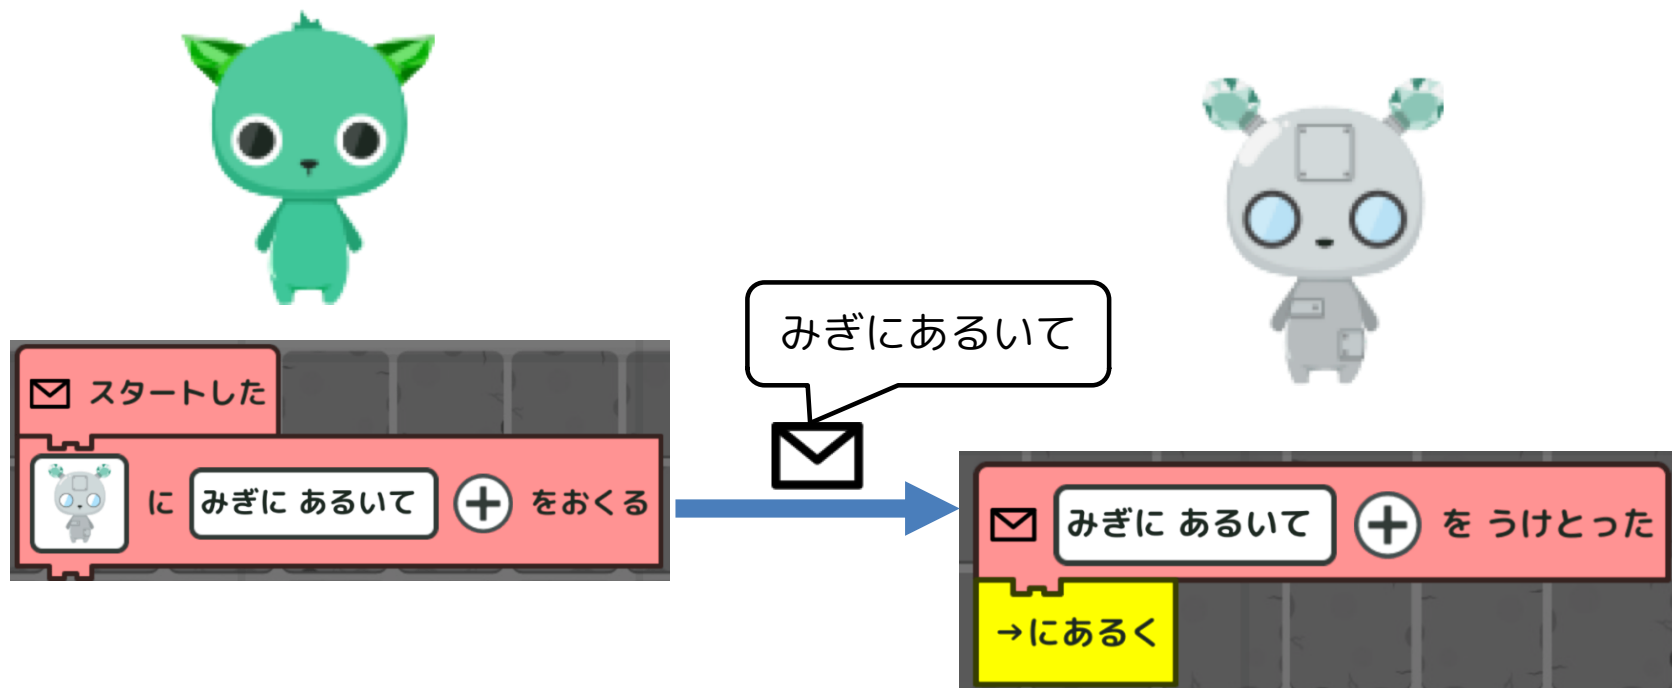 スタートした
に みぎに あるいて をおくる
みぎにあるいて
みぎに あるいて を うけとった
→にあるく